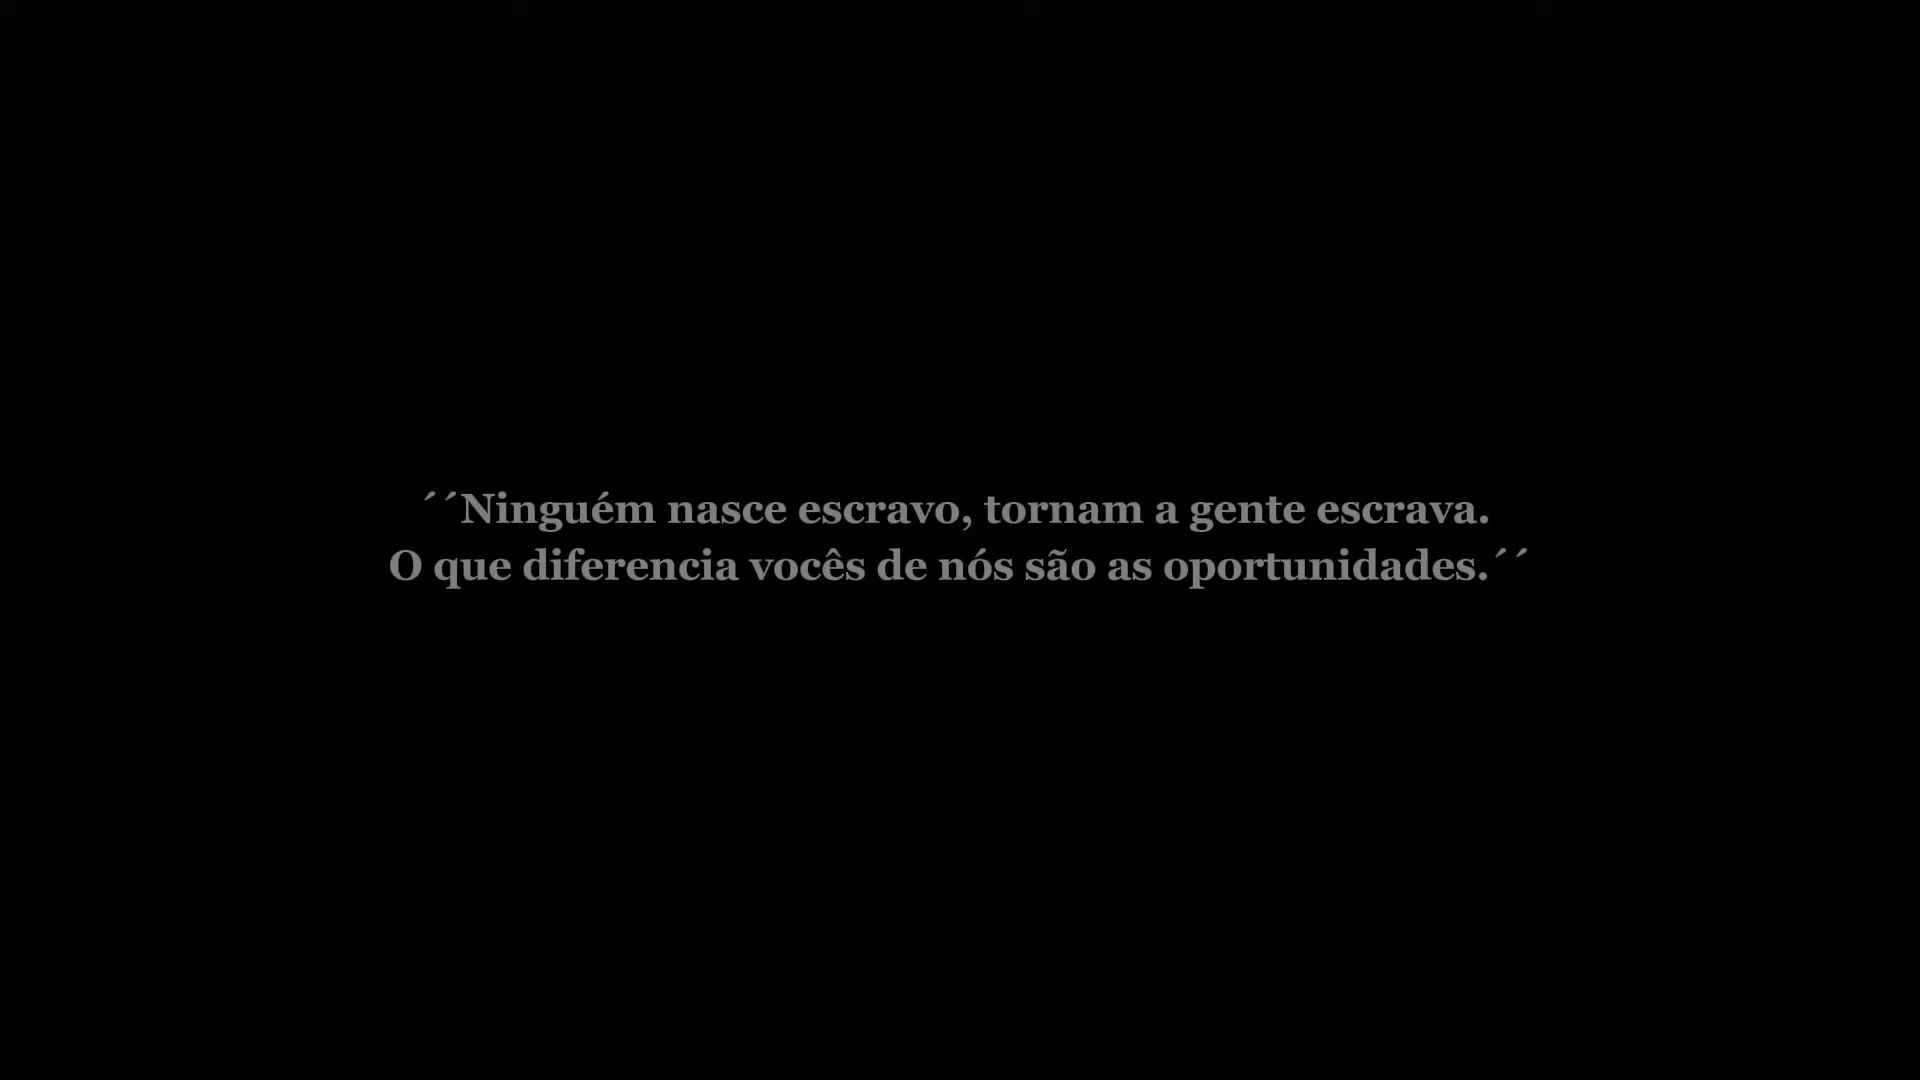 ´´Ninguém nasce escravo, tornam a gente escrava.
O que diferencia vocês de nós são as oportunidades.´´